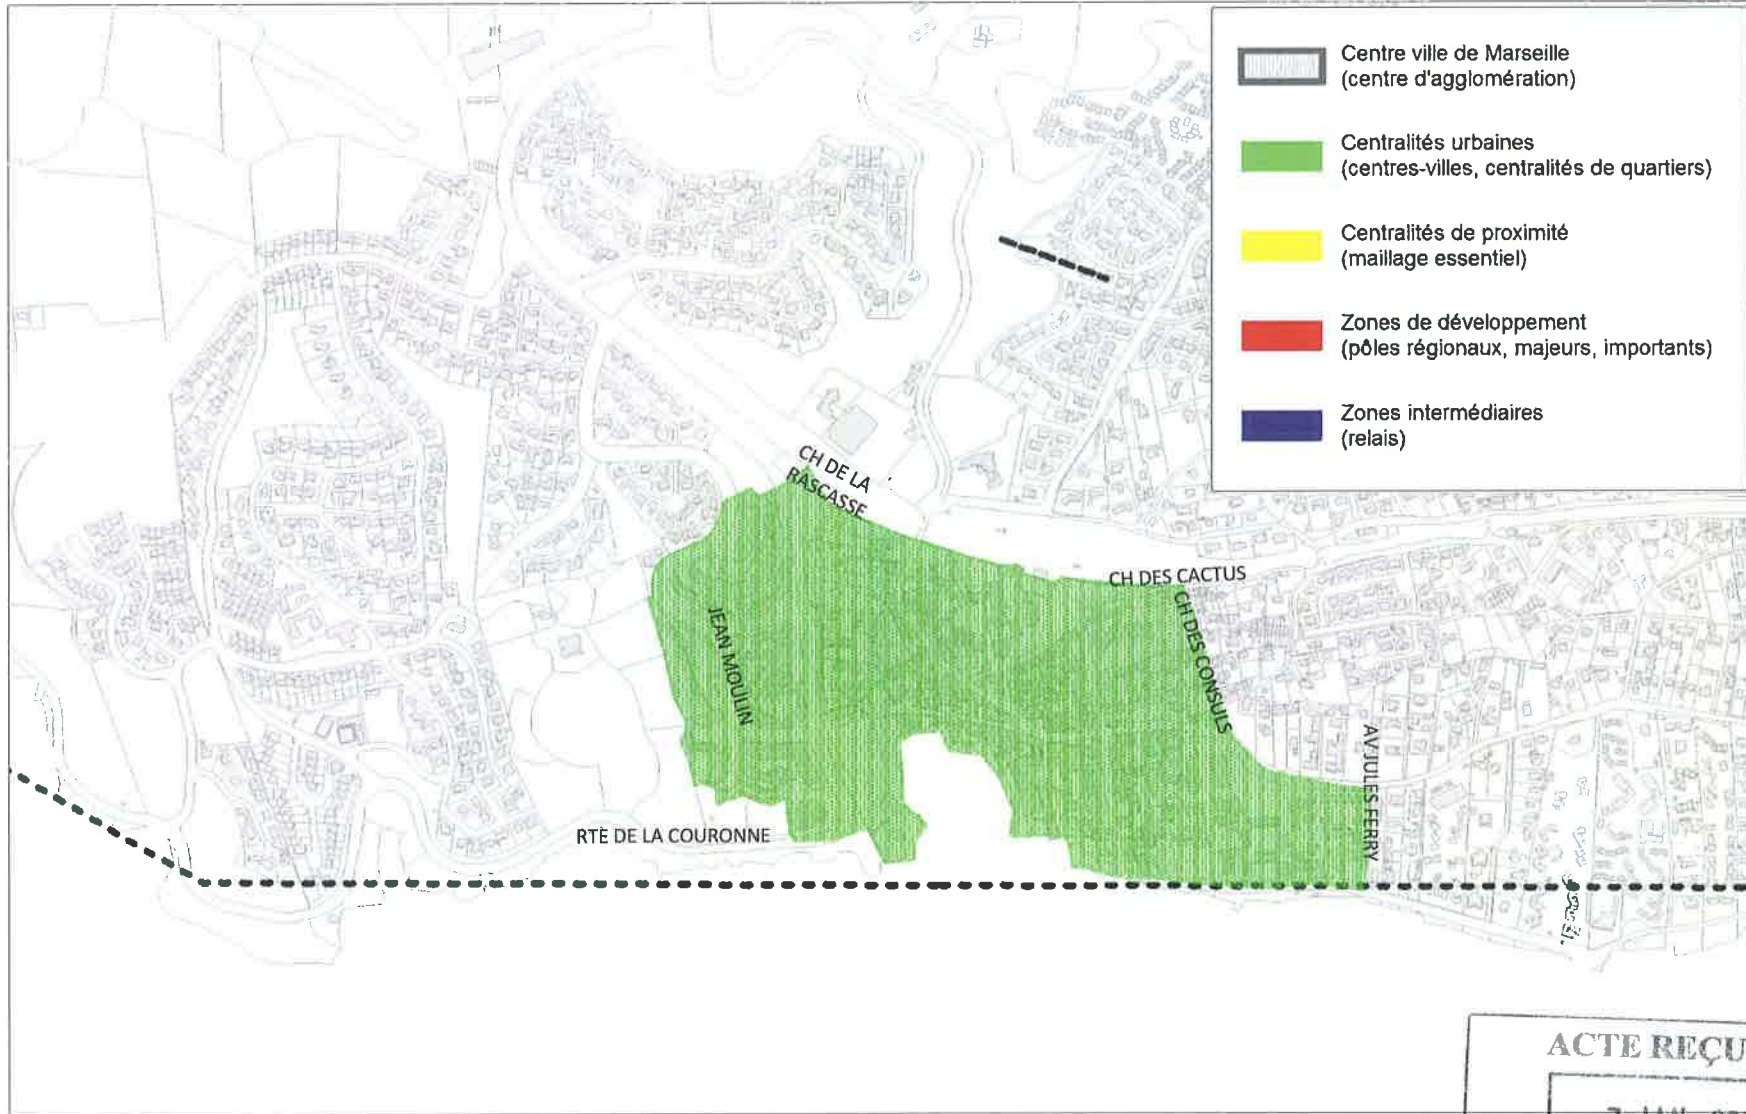 Centre ville de Marseille
(centre d'agglomération)
Centralités urbaines
(centres-villes, centralités de quartiers)
Centralités de proximité
(maillage essentiel)
Zones de développement
(pôles régionaux, majeurs, importants)
Zones intermédiaires
(relais)
CH DE LA
RASCASSE
CH DES CACTUS
CH DES CONSULS
JEAN MOULIN
AV JULES FERRY
RTE DE LA COURONNE
ACTE REÇU